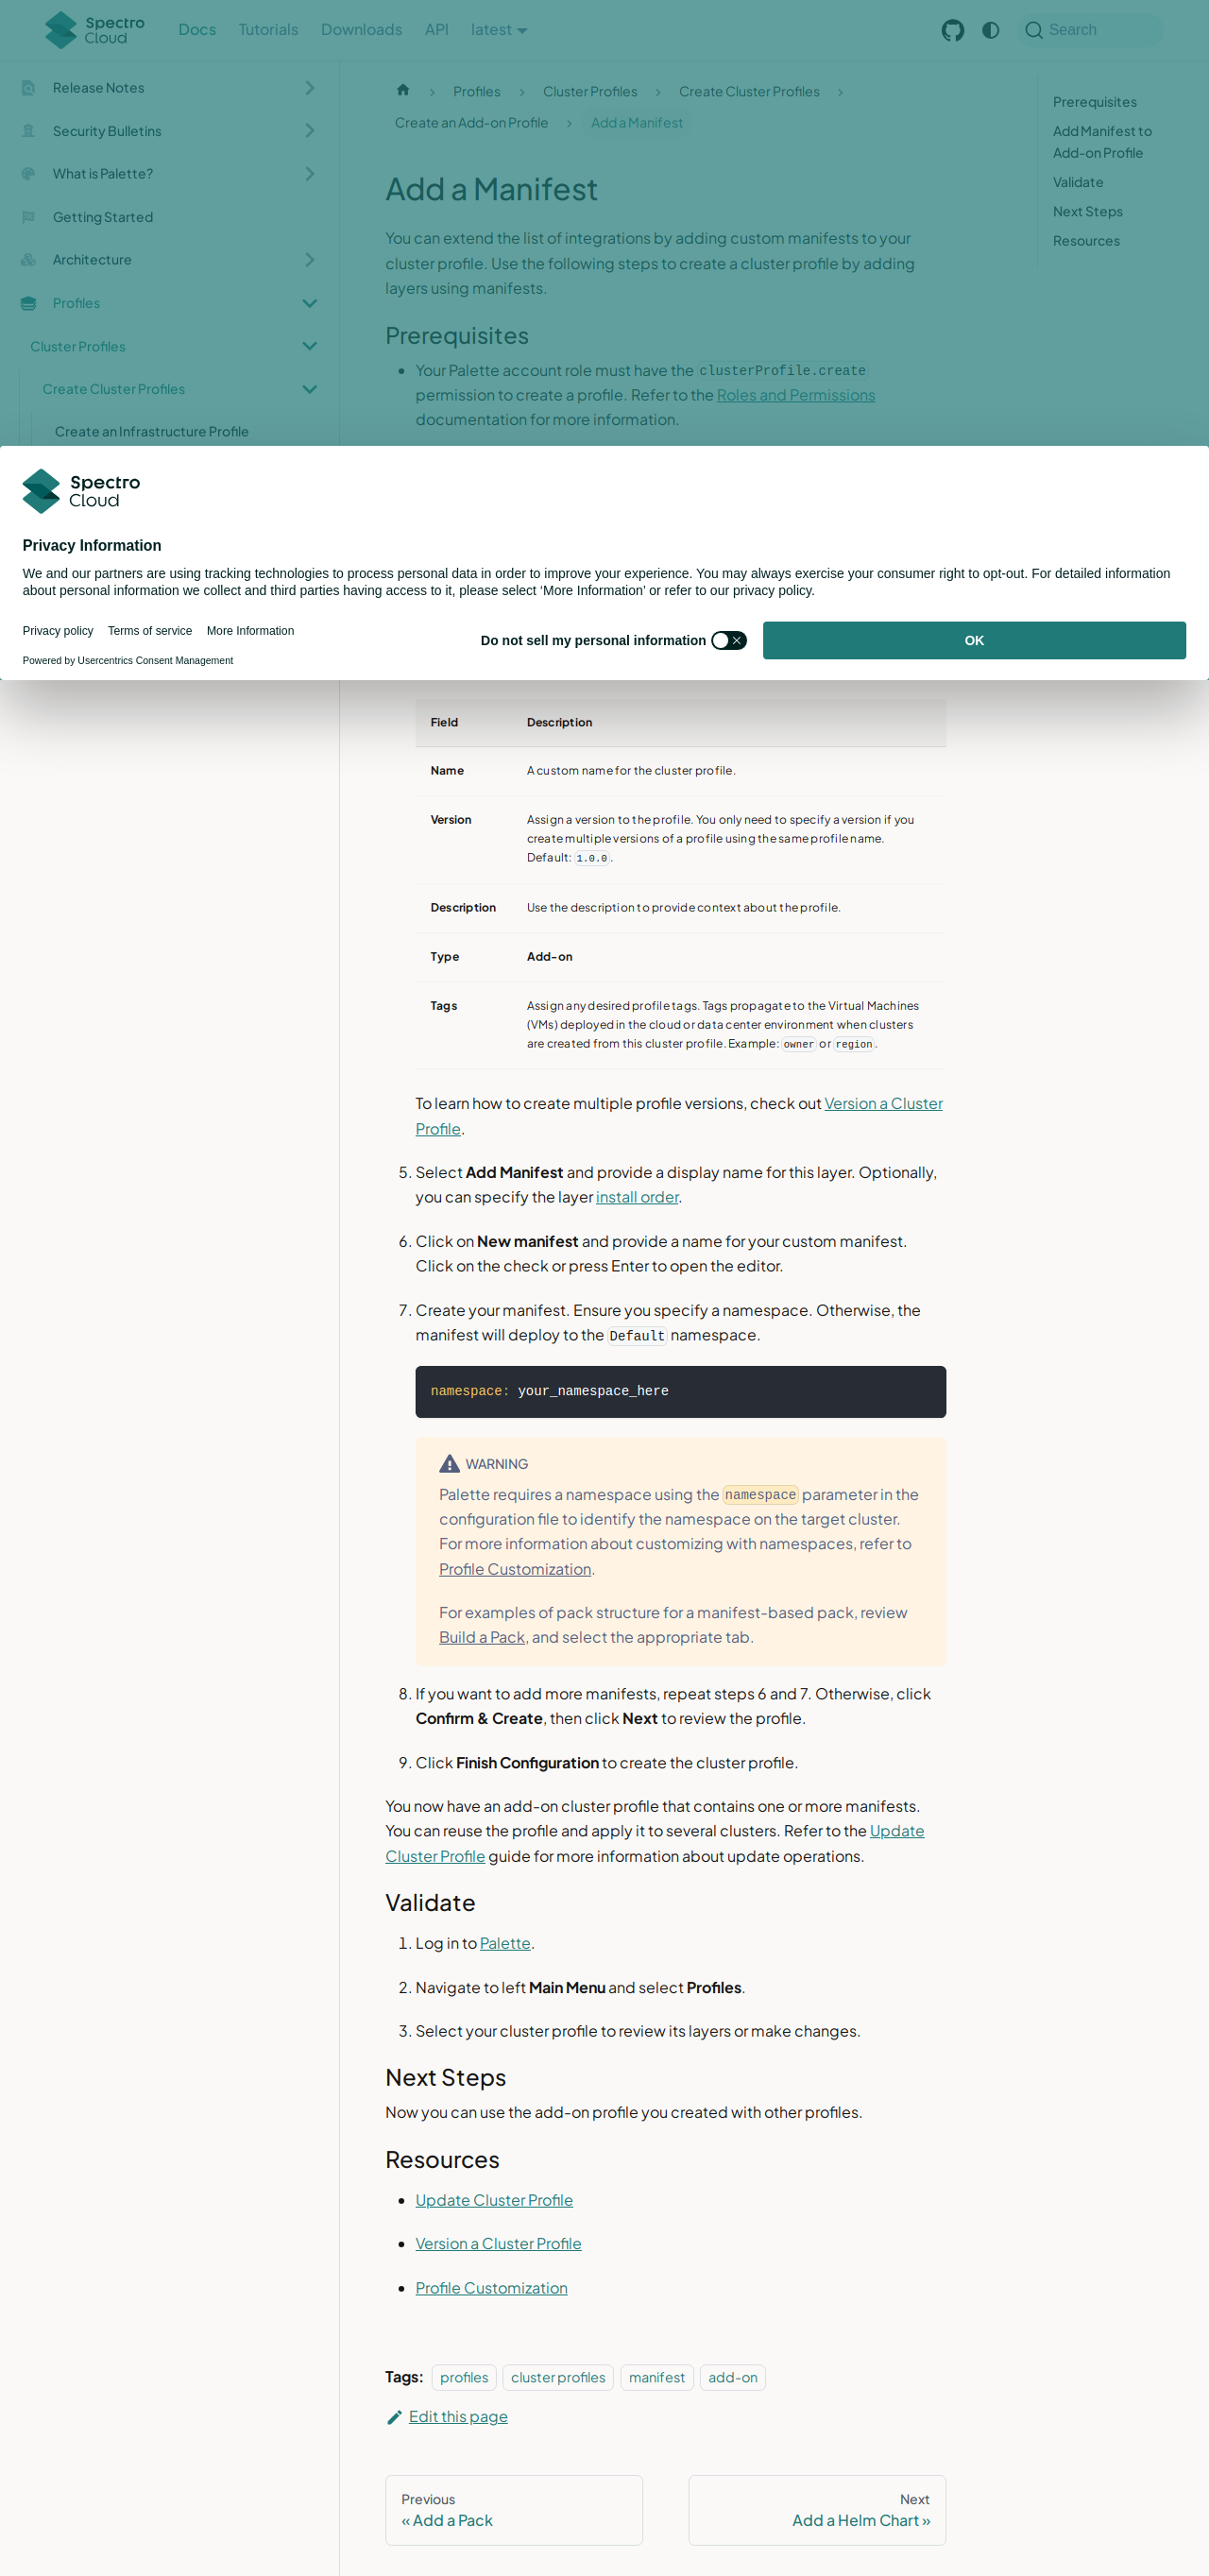 Spectro Cloud
Docs Tutorials Downloads API latest
Search
Release Notes
Security Bulletins
What is Palette?
Getting Started
Architecture
Profiles
Cluster Profiles
Create Cluster Profiles
Create an Infrastructure Profile
Profiles Cluster Profiles Create Cluster Profiles
Create an Add-on Profile Add a Manifest
Add a Manifest
You can extend the list of integrations by adding custom manifests to your
cluster profile. Use the following steps to create a cluster profile by adding
layers using manifests.
Prerequisites
Your Palette account role must have the clusterProfile.create
permission to create a profile. Refer to the Roles and Permissions
documentation for more information.
Prerequisites
Add Manifest to
Add-on Profile
Validate
Next Steps
Resources
Spectro
Cloud
Privacy Information
We and our partners are using tracking technologies to process personal data in order to improve your experience. You may always exercise your consumer right to opt-out. For detailed information
about personal information we collect and third parties having access to it, please select ‘More Information’ or refer to our privacy policy.
Privacy policy Terms of service More Information
Powered by Usercentrics Consent Management
Do not sell my personal information
OK
Field Description
Name A custom name for the cluster profile.
Version Assign a version to the profile. You only need to specify a version if you
create multiple versions of a profile using the same profile name.
Default: 1.0.0.
Description Use the description to provide context about the profile.
Type Add-on
Tags Assign any desired profile tags. Tags propagate to the Virtual Machines
(VMs) deployed in the cloud or data center environment when clusters
are created from this cluster profile. Example: owner or region.
To learn how to create multiple profile versions, check out Version a Cluster
Profile.
5. Select Add Manifest and provide a display name for this layer. Optionally,
you can specify the layer install order.
6. Click on New manifest and provide a name for your custom manifest.
Click on the check or press Enter to open the editor.
7. Create your manifest. Ensure you specify a namespace. Otherwise, the
manifest will deploy to the Default namespace.
namespace: your_namespace_here
WARNING
Palette requires a namespace using the namespace parameter in the
configuration file to identify the namespace on the target cluster.
For more information about customizing with namespaces, refer to
Profile Customization.
For examples of pack structure for a manifest-based pack, review
Build a Pack, and select the appropriate tab.
8. If you want to add more manifests, repeat steps 6 and 7. Otherwise, click
Confirm & Create, then click Next to review the profile.
9. Click Finish Configuration to create the cluster profile.
You now have an add-on cluster profile that contains one or more manifests.
You can reuse the profile and apply it to several clusters. Refer to the Update
Cluster Profile guide for more information about update operations.
Validate
1. Log in to Palette.
2. Navigate to left Main Menu and select Profiles.
3. Select your cluster profile to review its layers or make changes.
Next Steps
Now you can use the add-on profile you created with other profiles.
Resources
Update Cluster Profile
Version a Cluster Profile
Profile Customization
Tags: profiles cluster profiles manifest add-on
Edit this page
Previous
« Add a Pack
Next
Add a Helm Chart »